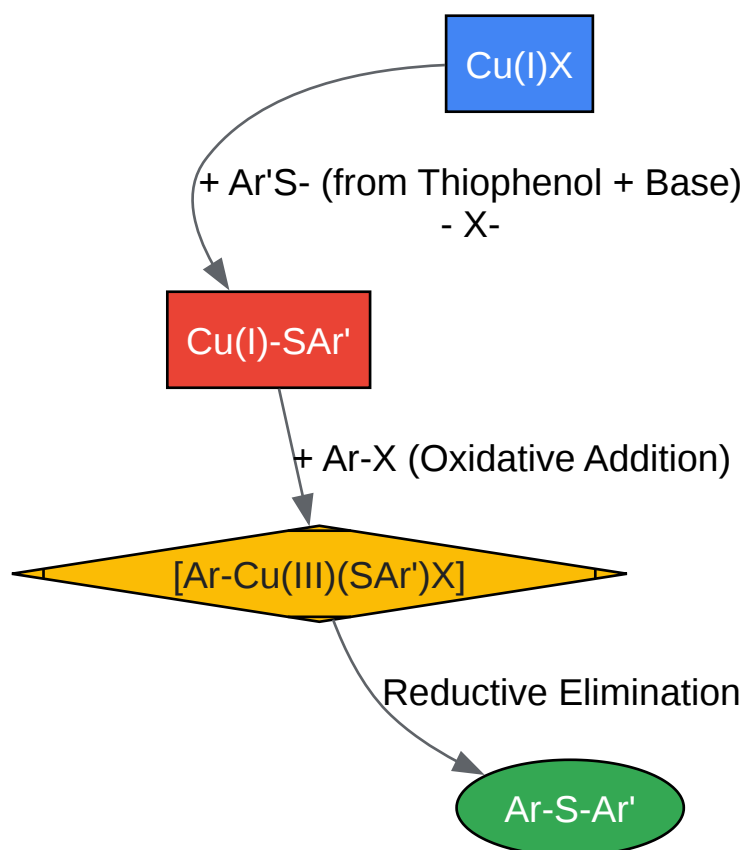 Cu(I)X
+ Ar'S- (from Thiophenol + Base)
- X-
Cu(I)-SAr'
+ Ar-X (Oxidative Addition)
[Ar-Cu(III)(SAr')X]
Reductive Elimination
Ar-S-Ar'